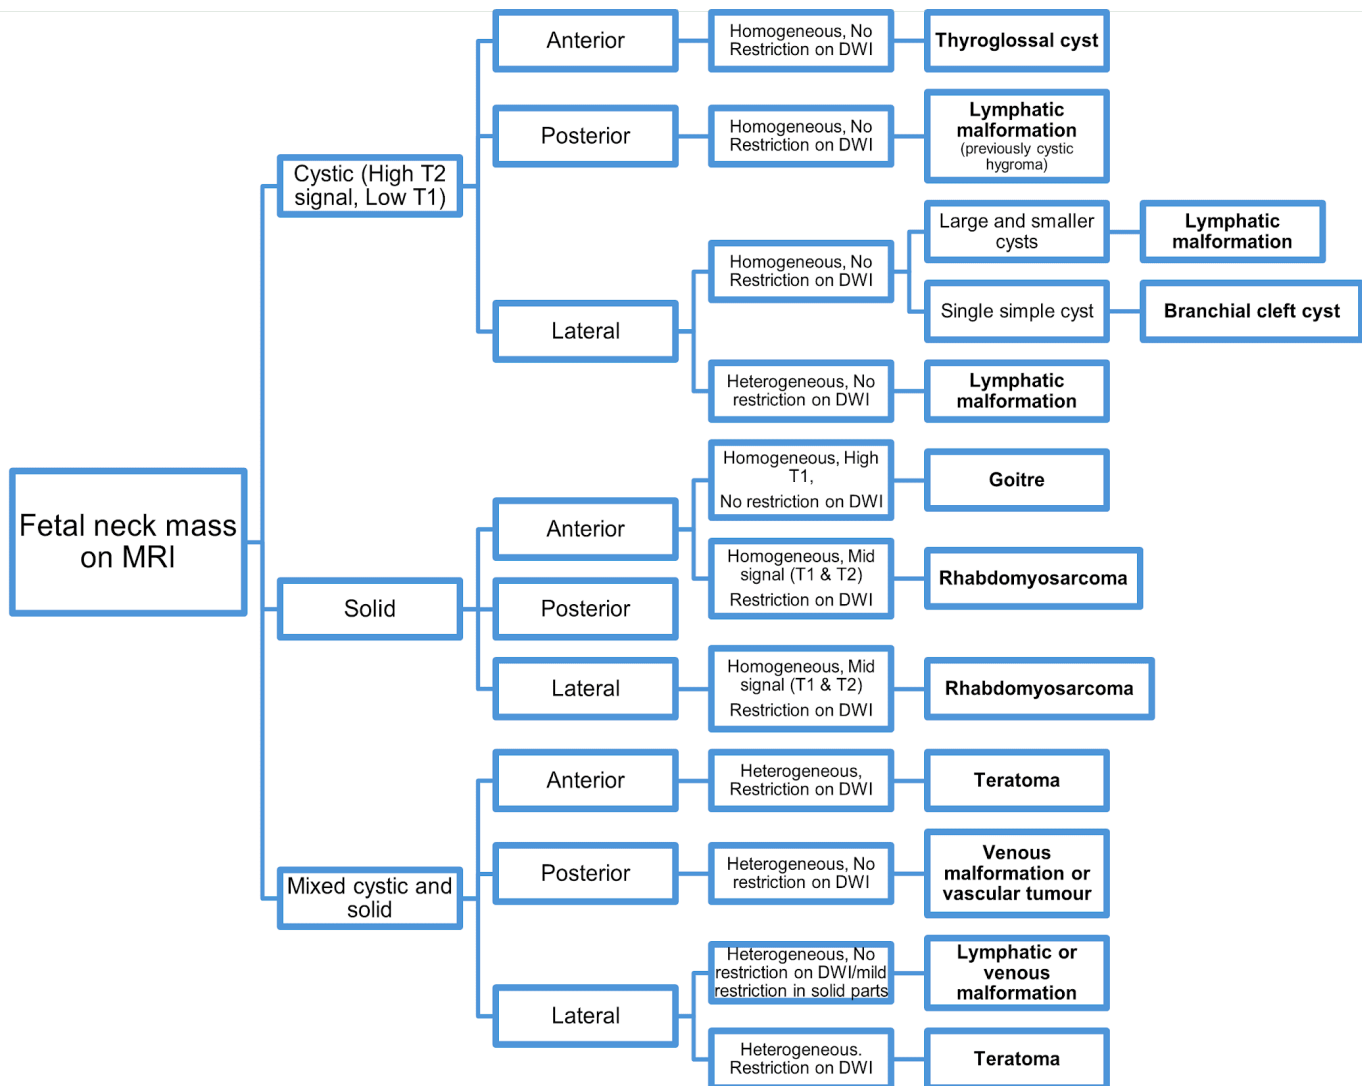 Fetal neck mass
on MRI
Cystic (High T2
signal, Low T1)
Anterior
Homogeneous, No
Restriction on DWI
Thyroglossal cyst
Posterior
Homogeneous, No
Restriction on DWI
Lymphatic
malformation
(previously cystic
hygroma)
Lateral
Homogeneous, No
Restriction on DWI
Large and smaller
cysts
Lymphatic
malformation
Single simple cyst
Branchial cleft cyst
Heterogeneous, No
restriction on DWI
Lymphatic
malformation
Solid
Anterior
Homogeneous, High
T1,
No restriction on DWI
Goitre
Homogeneous, Mid
signal (T1 & T2)
Restriction on DWI
Rhabdomyosarcoma
Posterior
Lateral
Homogeneous, Mid
signal (T1 & T2)
Restriction on DWI
Rhabdomyosarcoma
Mixed cystic and
solid
Anterior
Heterogeneous,
Restriction on DWI
Teratoma
Posterior
Heterogeneous, No
restriction on DWI
Venous
malformation or
vascular tumour
Lateral
Heterogeneous, No
restriction on DWI/mild
restriction in solid parts
Lymphatic or
venous
malformation
Heterogeneous.
Restriction on DWI
Teratoma